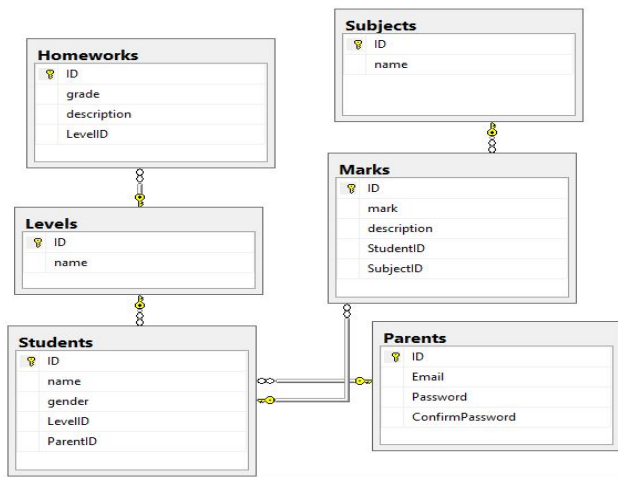 Homeworks
ID
grade
description
LevelID
Subjects
ID
name
Levels
ID
name
Marks
ID
mark
description
StudentID
SubjectID
Students
ID
name
gender
LevelID
ParentID
Parents
ID
Email
Password
ConfirmPassword